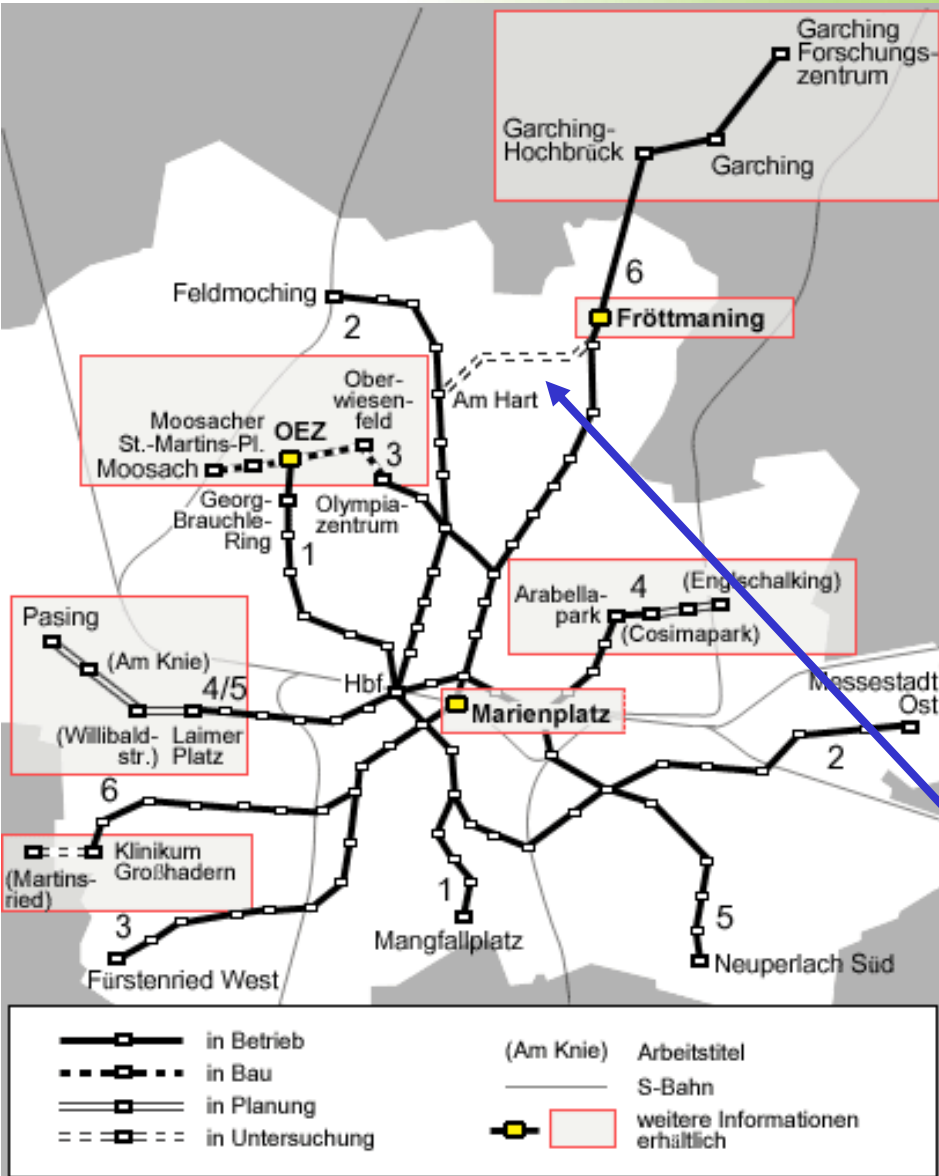 Garching
Forschungs-
zentrum
Garching-
Hochbrück
Garching
6
Feldmoching
2
Fröttmaning
Am Hart
Ober-
wiesen-
feld
Moosacher
St.-Martins-Pl.
OEZ
3
Moosach
Georg-
Brauchle-
Ring
Olympia-
zentrum
1
Arabella-
park
4
(Englschalking)
(Cosimapark)
Pasing
(Am Knie)
4/5
(Willibald-
str.)
Laimer
Platz
Hbf
Marienplatz
Messestadt
Ost
2
6
Klinikum
Großhadern
(Martins-
ried)
3
Fürstenried West
1
Mangfallplatz
5
Neuperlach Süd
in Betrieb
in Bau
in Planung
in Untersuchung
(Am Knie) Arbeitstitel
S-Bahn
weitere Informationen
erhältlich